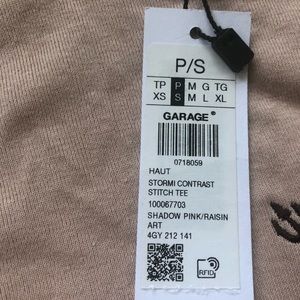 P/S
TP P M G TG
XS S M L XL
GARAGE®
0718059
HAUT
STORMI CONTRAST
STITCH TEE
100067703
SHADOW PINK/RAISIN
ART
4GY 212 141
RFID